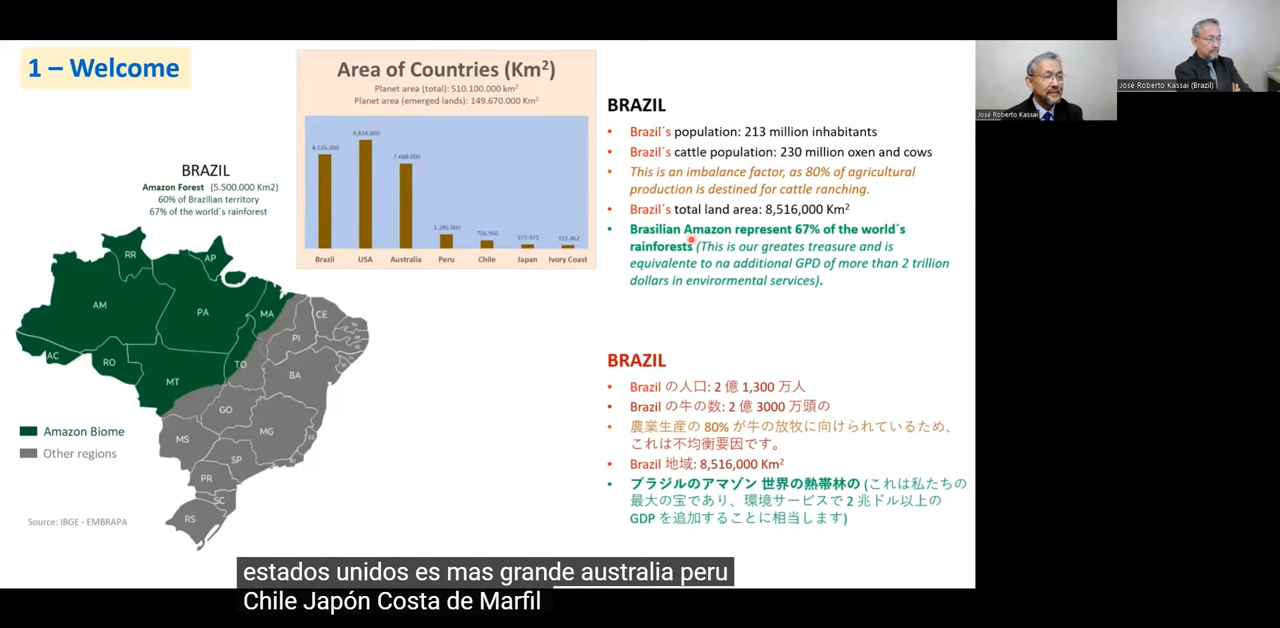 1 – Welcome
Area of Countries (Km²)
Planet area (total): 510.100.000 km²
Planet area (emerged lands): 149.670.000 Km²
8.516.000
9.834.000
7.688.000
1.285.000
756.950
377.975
322.462
Brazil USA Australia Peru Chile Japan Ivory Coast
BRAZIL
Amazon Forest (5.500.000 Km2)
60% of Brazilian territory
67% of the world´s rainforest
RR
AP
AM
PA
MA
CE
PI
AC
RO
TO
MT
BA
GO
MS
MG
SP
PR
SC
RS
Amazon Biome
Other regions
Source: IBGE - EMBRAPA
BRAZIL
• Brazil´s population: 213 million inhabitants
• Brazil´s cattle population: 230 million oxen and cows
• This is an imbalance factor, as 80% of agricultural
production is destined for cattle ranching.
• Brazil´s total land area: 8,516,000 Km²
• Brasilian Amazon represent 67% of the world´s
rainforests (This is our greates treasure and is
equivalente to na additional GPD of more than 2 trillion
dollars in envirormental services).
BRAZIL
• Brazil の人口: 2 億 1,300 万人
• Brazil の牛の数: 2 億 3000 万頭の
• 農業生産の 80% が牛の放牧に向けられているため、
これは不均衡要因です。
• Brazil 地域: 8,516,000 Km²
• ブラジルのアマゾン 世界の熱帯林の (これは私たちの
最大の宝であり、環境サービスで 2 兆ドル以上の
GDP を追加することに相当します)
José Roberto Kassai
José Roberto Kassai (Brazil)
estados unidos es mas grande australia peru
Chile Japón Costa de Marfil